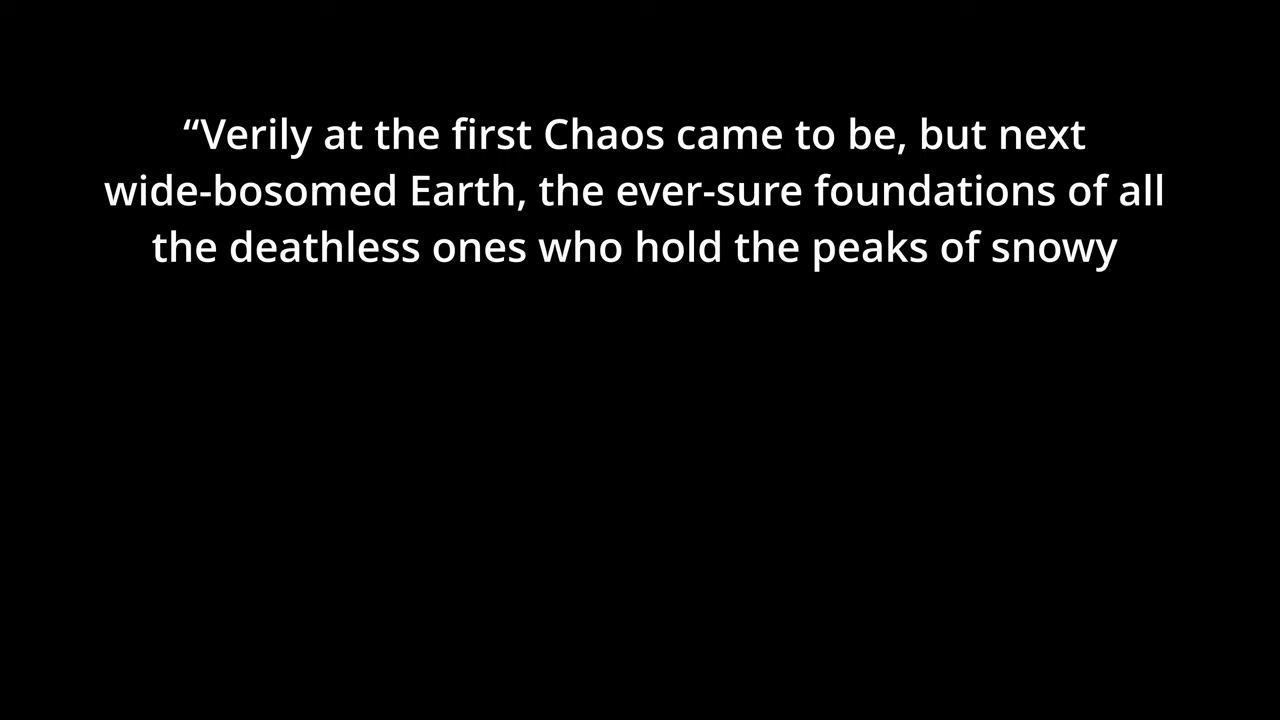 “Verily at the first Chaos came to be, but next
wide-bosomed Earth, the ever-sure foundations of all
the deathless ones who hold the peaks of snowy